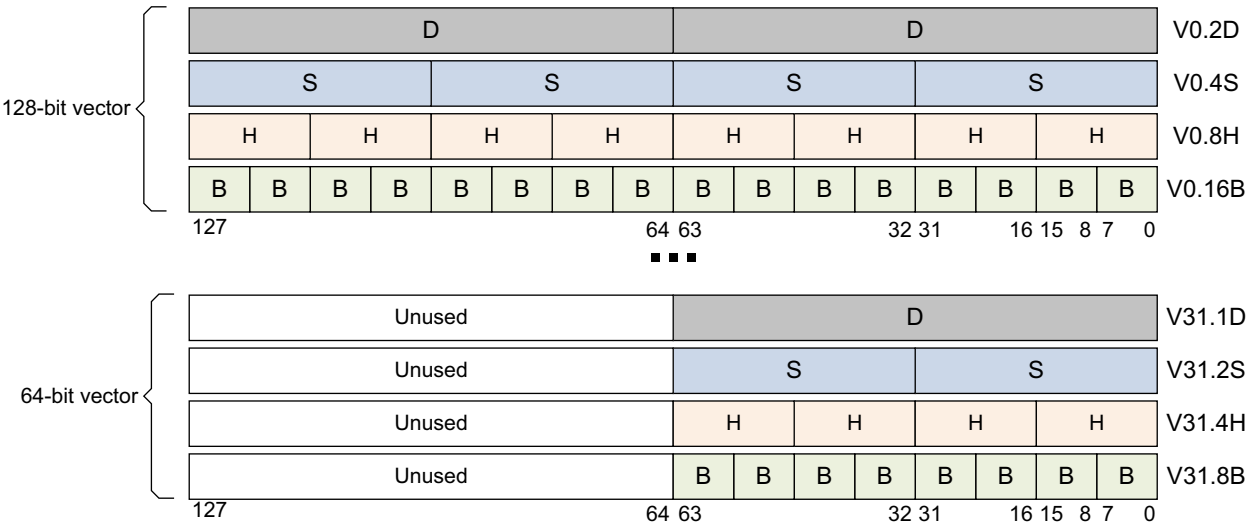 D D V0.2D
S S S S V0.4S
128-bit vector
H H H H H H H H V0.8H
B B B B B B B B B B B B B B B B V0.16B
127 64 63 32 31 16 15 8 7 0
Unused D V31.1D
Unused S S V31.2S
64-bit vector
Unused H H H H V31.4H
Unused B B B B B B B B V31.8B
127 64 63 32 31 16 15 8 7 0